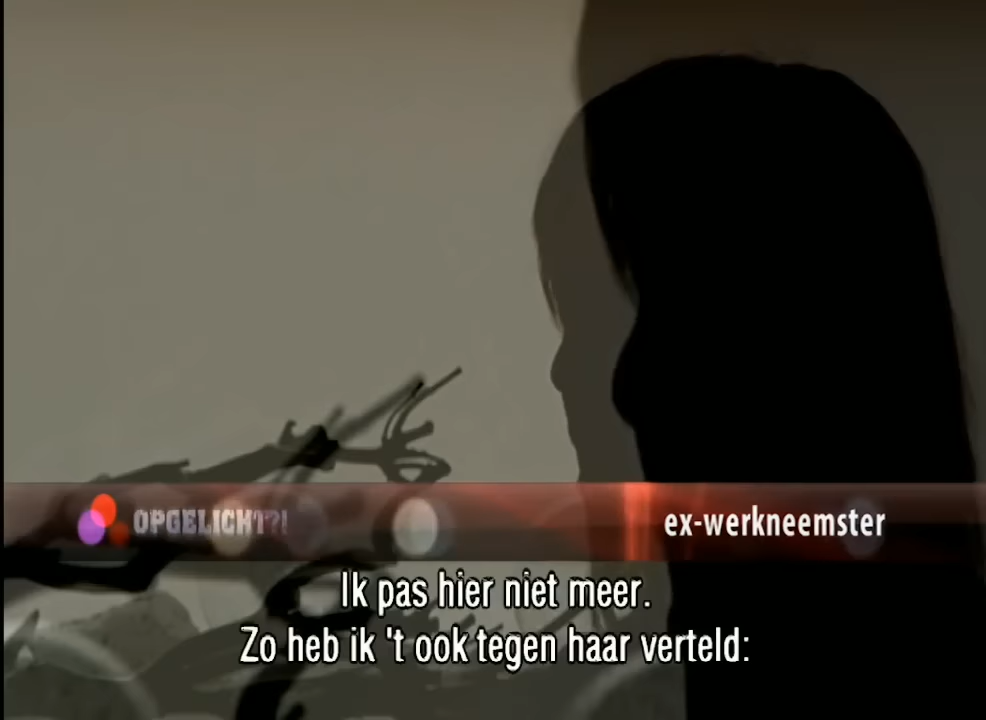 OPGELICHT?!
ex-werkneemster
Ik pas hier niet meer.
Zo heb ik 't ook tegen haar verteld: